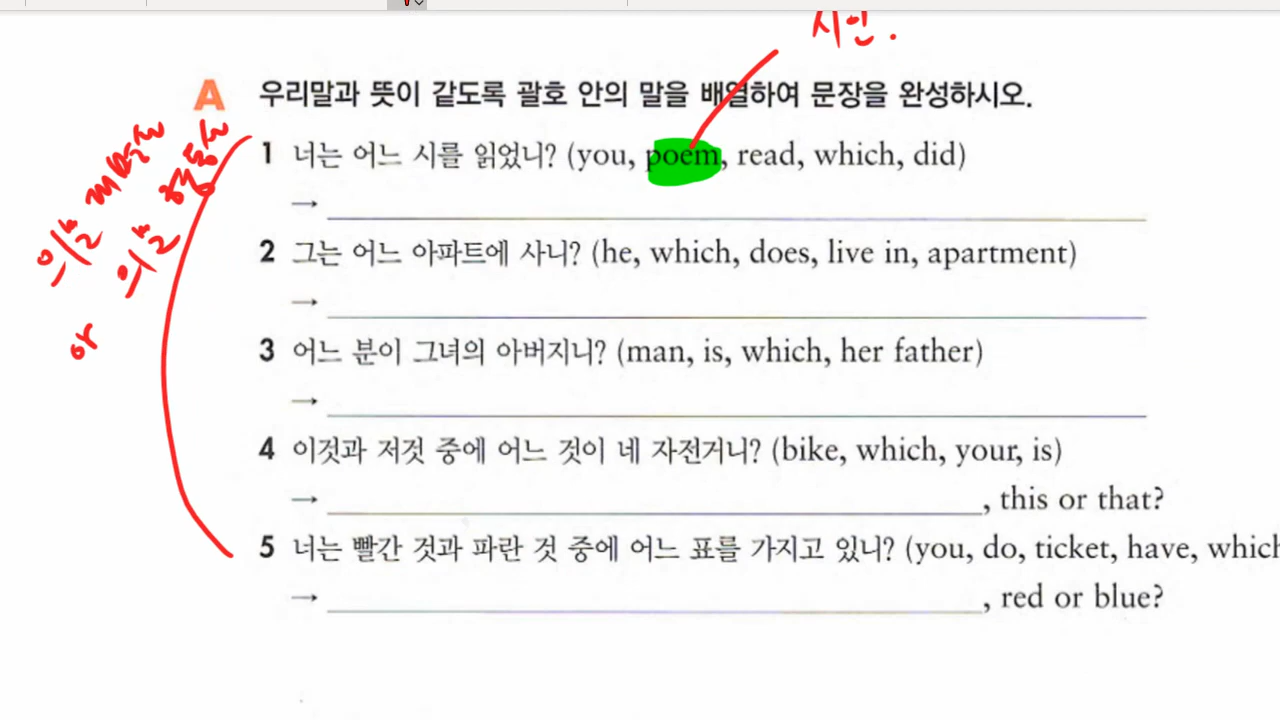 시인.
A 우리말과 뜻이 같도록 괄호 안의 말을 배열하여 문장을 완성하시오.
1 너는 어느 시를 읽었니? (you, poem, read, which, did)
→
2 그는 어느 아파트에 사니? (he, which, does, live in, apartment)
→
3 어느 분이 그녀의 아버지니? (man, is, which, her father)
→
4 이것과 저것 중에 어느 것이 네 자전거니? (bike, which, your, is)
→ , this or that?
5 너는 빨간 것과 파란 것 중에 어느 표를 가지고 있니? (you, do, ticket, have, which
→ , red or blue?
or